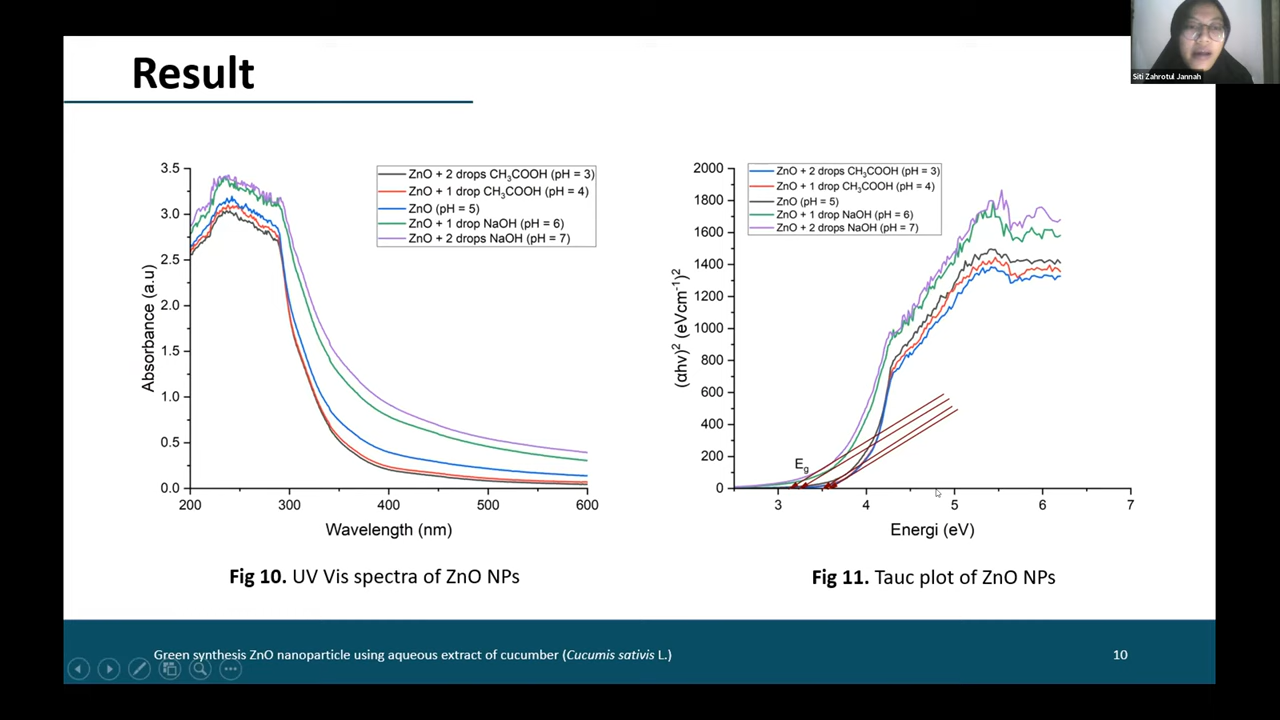 Result
Siti Zahrotul Jannah
3.5
3.0
2.5
2.0
1.5
1.0
0.5
0.0
200
300
400
500
600
Absorbance (a.u)
Wavelength (nm)
ZnO + 2 drops CH₃COOH (pH = 3)
ZnO + 1 drop CH₃COOH (pH = 4)
ZnO (pH = 5)
ZnO + 1 drop NaOH (pH = 6)
ZnO + 2 drops NaOH (pH = 7)
Fig 10. UV Vis spectra of ZnO NPs
2000
1800
1600
1400
1200
1000
800
600
400
200
0
3
4
5
6
7
(αhν)² (eVcm⁻¹)²
Energi (eV)
ZnO + 2 drops CH₃COOH (pH = 3)
ZnO + 1 drop CH₃COOH (pH = 4)
ZnO (pH = 5)
ZnO + 1 drop NaOH (pH = 6)
ZnO + 2 drops NaOH (pH = 7)
E_g
Fig 11. Tauc plot of ZnO NPs
Green synthesis ZnO nanoparticle using aqueous extract of cucumber (Cucumis sativis L.)
10